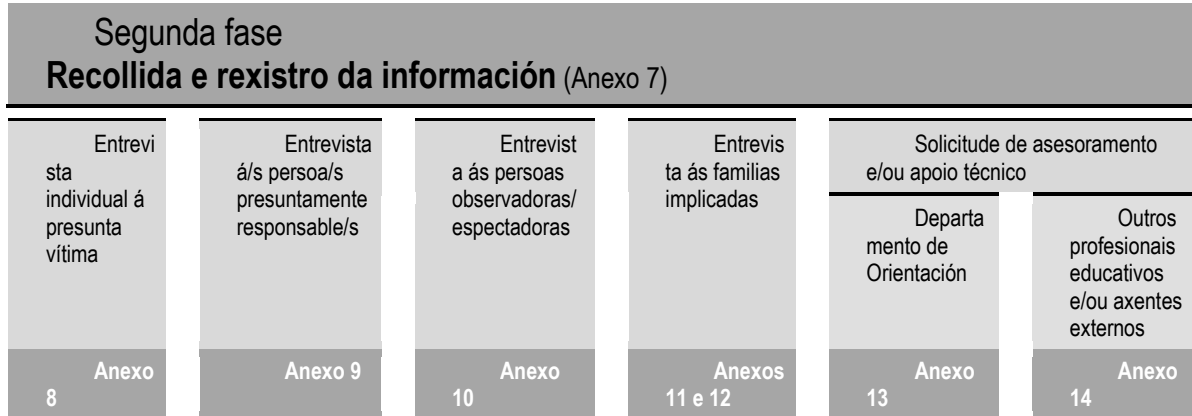 Segunda fase
Recollida e rexistro da información (Anexo 7)
Entrevi
sta
individual á
presunta
vítima
Anexo
8
Entrevista
á/s persoa/s
presuntamente
responsable/s
Anexo 9
Entrevist
a ás persoas
observadoras/
espectadoras
Anexo
10
Entrevis
ta ás familias
implicadas
Anexos
11 e 12
Solicitude de asesoramento
e/ou apoio técnico
Departa
mento de
Orientación
Anexo
13
Outros
profesionais
educativos
e/ou axentes
externos
Anexo
14